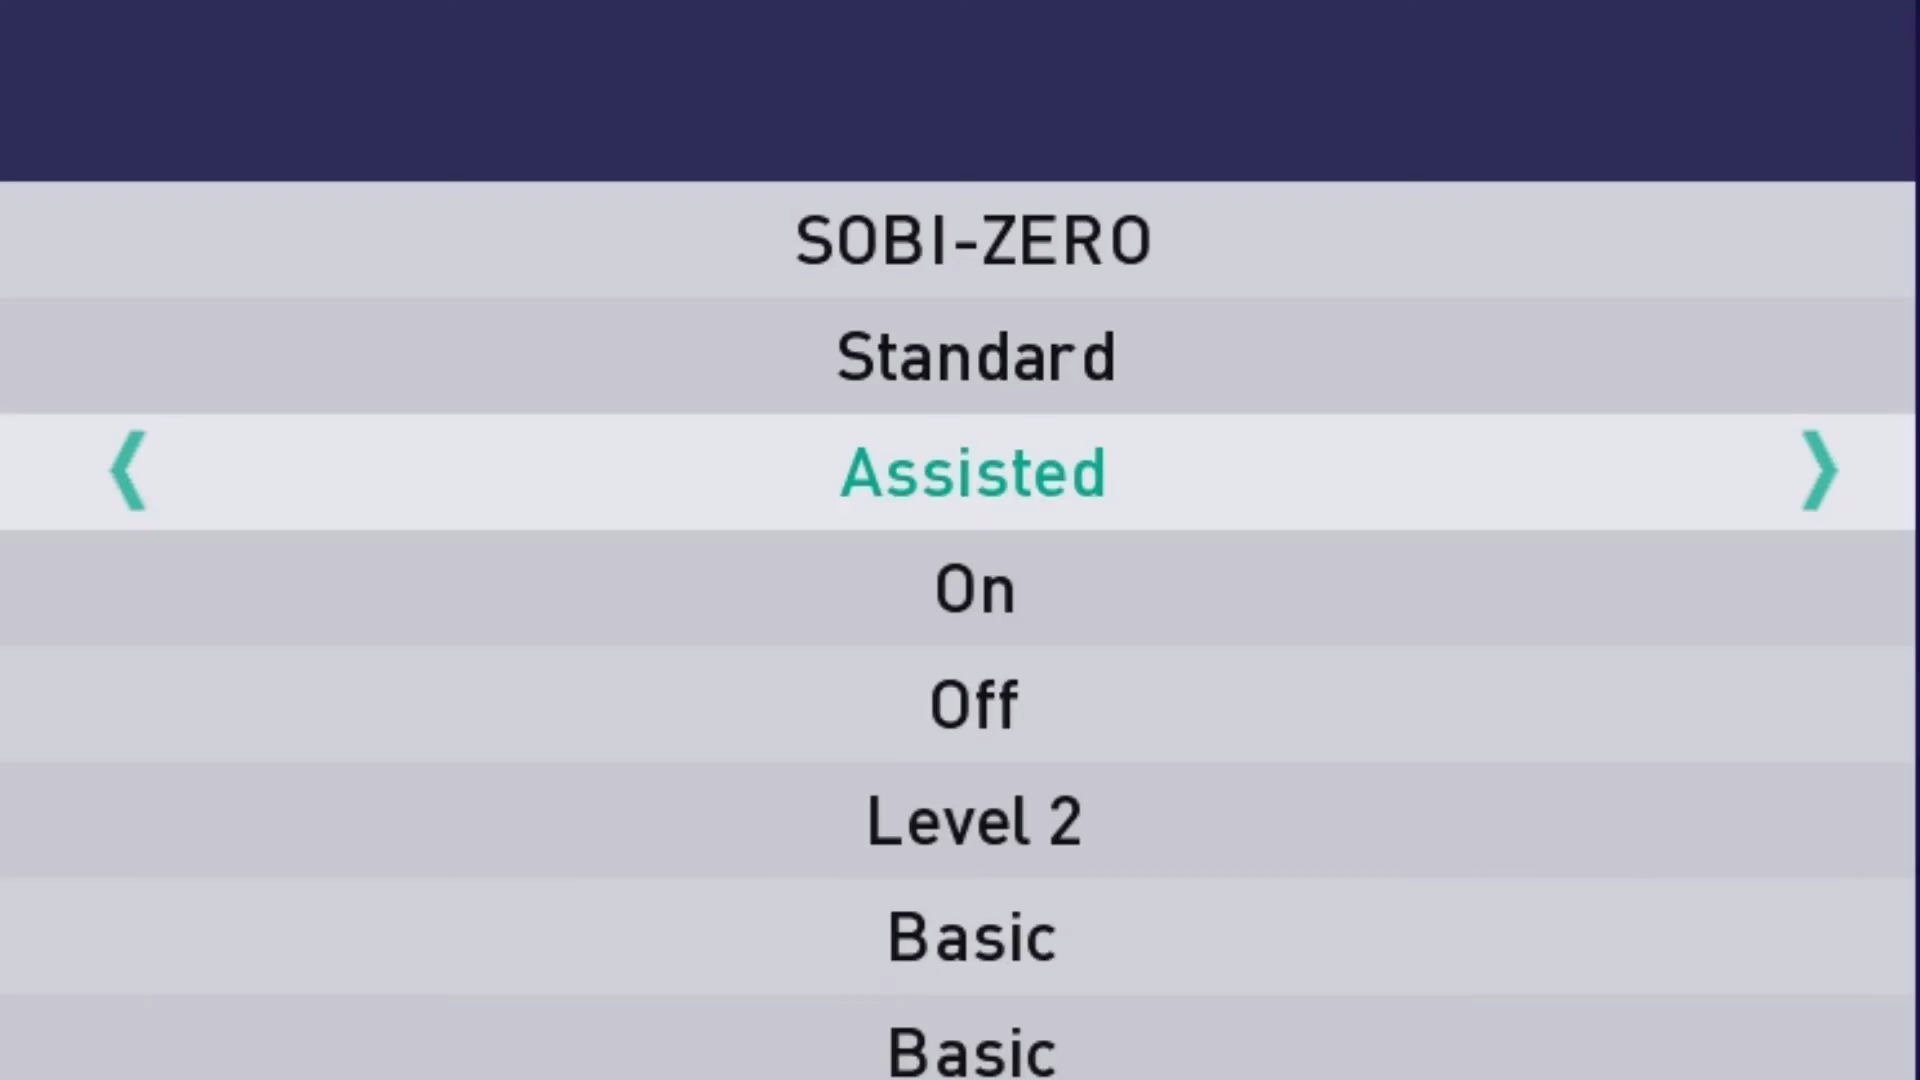 SOBI-ZERO
Standard
Assisted
On
Off
Level 2
Basic
Basic